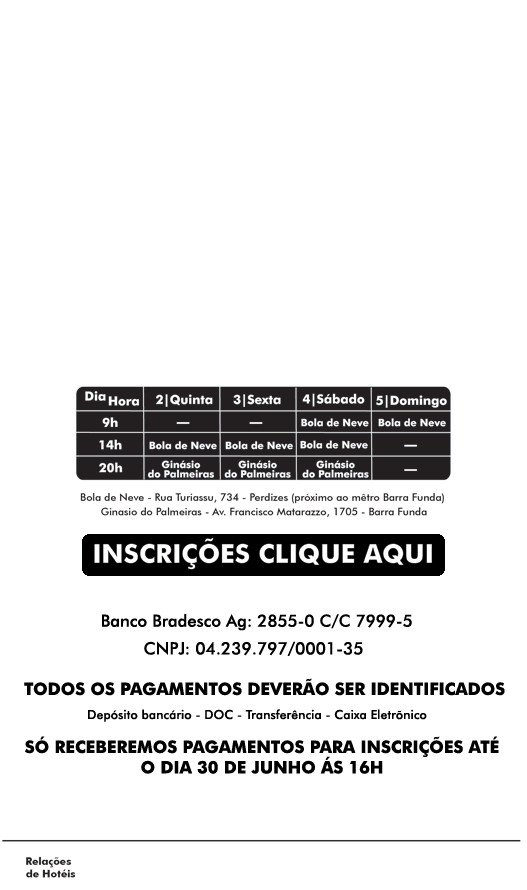 Dia Hora 2|Quinta 3|Sexta 4|Sábado 5|Domingo
9h — — Bola de Neve Bola de Neve
14h Bola de Neve Bola de Neve Bola de Neve —
20h Ginásio do Palmeiras Ginásio do Palmeiras Ginásio do Palmeiras —
Bola de Neve - Rua Turiassu, 734 - Perdizes (próximo ao mêtro Barra Funda)
Ginasio do Palmeiras - Av. Francisco Matarazzo, 1705 - Barra Funda
INSCRIÇÕES CLIQUE AQUI
Banco Bradesco Ag: 2855-0 C/C 7999-5
CNPJ: 04.239.797/0001-35
TODOS OS PAGAMENTOS DEVERÃO SER IDENTIFICADOS
Depósito bancário - DOC - Transferência - Caixa Eletrônico
SÓ RECEBEREMOS PAGAMENTOS PARA INSCRIÇÕES ATÉ
O DIA 30 DE JUNHO ÁS 16H
Relações
de Hotéis